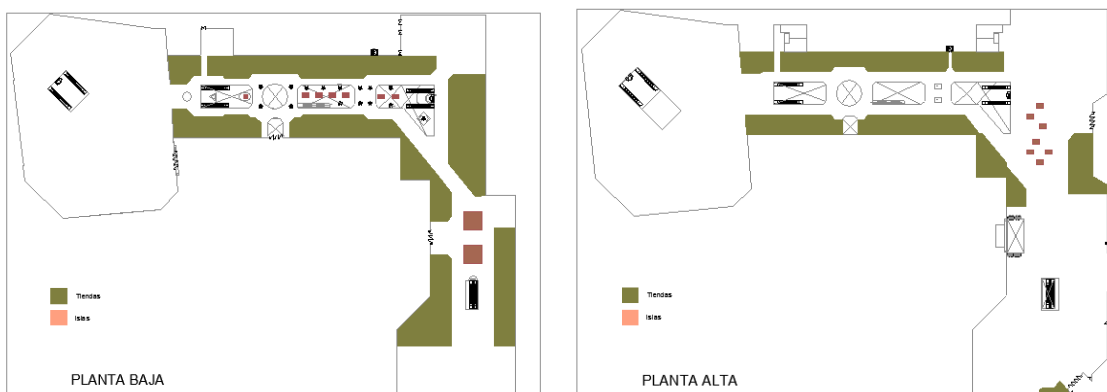 Tiendas
Islas
PLANTA BAJA
Tiendas
Islas
PLANTA ALTA